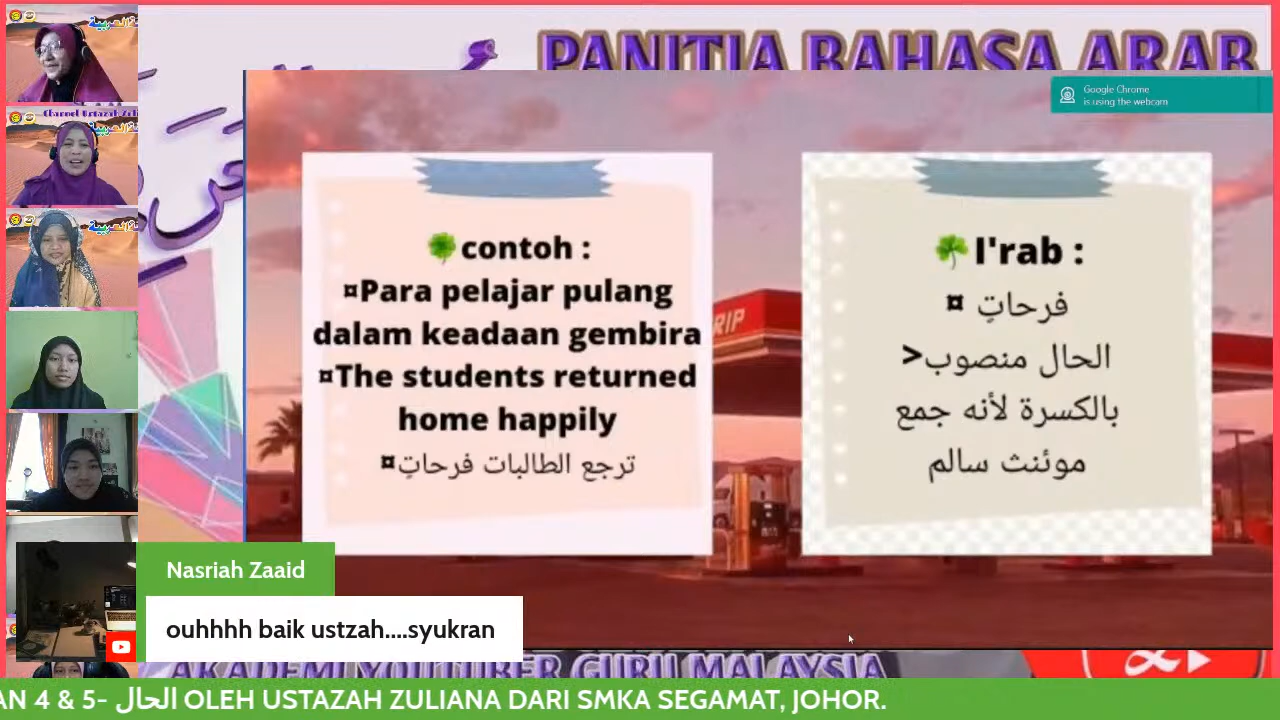 PANITIA BAHASA ARAB
Google Chrome
is using the webcam
contoh :
¤Para pelajar pulang
dalam keadaan gembira
¤The students returned
home happily
¤ترجع الطالبات فرحاتٍ
I'rab :
¤ فرحاتٍ
>الحال منصوب
بالكسرة لأنه جمع
موئنث سالم
RIP
Nasriah Zaaid
ouhhhh baik ustzah....syukran
AKADEMI YOUTUBER GURU MALAYSIA
AN 4 & 5- الحال OLEH USTAZAH ZULIANA DARI SMKA SEGAMAT, JOHOR.